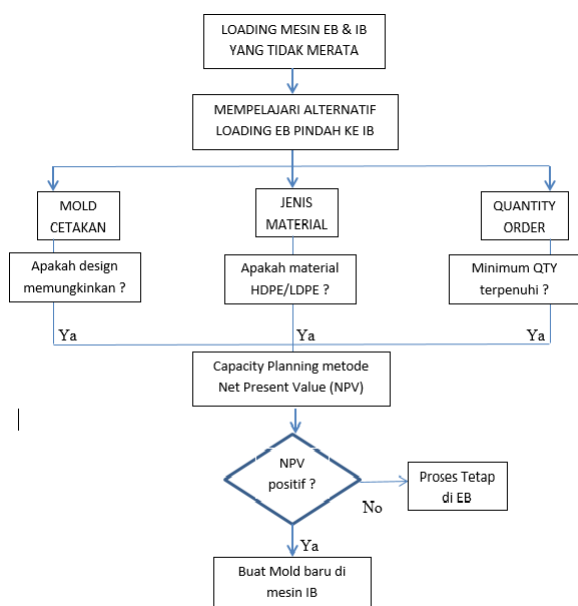 LOADING MESIN EB & IB
YANG TIDAK MERATA
MEMPELAJARI ALTERNATIF
LOADING EB PINDAH KE IB
MOLD
CETAKAN
JENIS
MATERIAL
QUANTITY
ORDER
Apakah design
memungkinkan ?
Apakah material
HDPE/LDPE ?
Minimum QTY
terpenuhi ?
Ya
Ya
Ya
Capacity Planning metode
Net Present Value (NPV)
NPV
positif ?
Proses Tetap
di EB
No
Ya
Buat Mold baru di
mesin IB